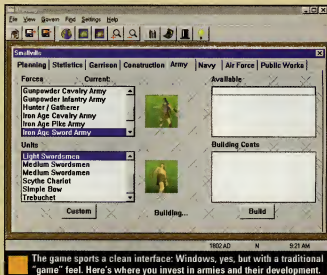 File View Govern Find Settings Help
Smallville
Planning Statistics Garrison Construction Army Navy Air Force Public Works
Forces Current: Available
Gunpowder Cavalry Army
Gunpowder Infantry Army
Hunter / Gatherer
Iron Age Cavalry Army
Iron Age Pike Army
Iron Age Sword Army
Units Building Costs
Light Swordsmen
Medium Swordsmen
Medium Swordsmen
Scythe Chariot
Simple Bow
Trebuchet
Custom Building... Build
1802 AD N 9:21 AM
The game sports a clean interface: Windows, yes, but with a traditional
"game" feel. Here's where you invest in armies and their development.